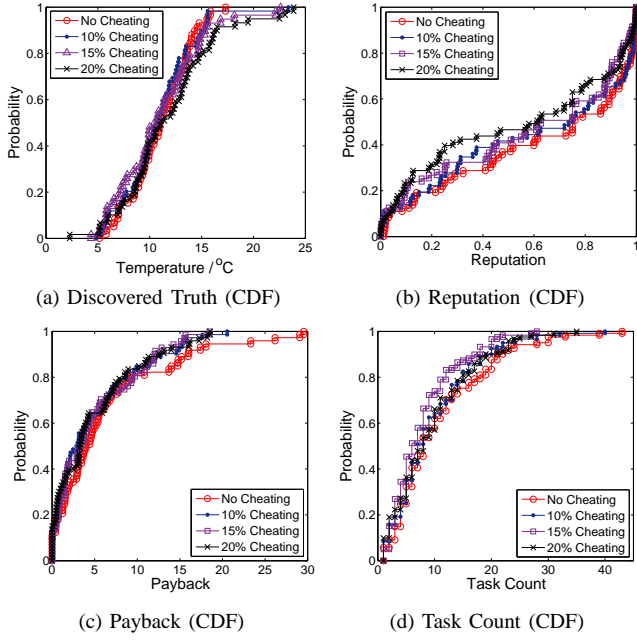 No Cheating
10% Cheating
15% Cheating
20% Cheating
Probability
1
0.8
0.6
0.4
0.2
0
0 5 10 15 20 25
Temperature / °C
(a) Discovered Truth (CDF)
No Cheating
10% Cheating
15% Cheating
20% Cheating
Probability
1
0.8
0.6
0.4
0.2
0
0 0.2 0.4 0.6 0.8 1
Reputation
(b) Reputation (CDF)
1
0.8
0.6
0.4
0.2
0
Probability
No Cheating
10% Cheating
15% Cheating
20% Cheating
0 5 10 15 20 25 30
Payback
(c) Payback (CDF)
1
0.8
0.6
0.4
0.2
0
Probability
No Cheating
10% Cheating
15% Cheating
20% Cheating
0 10 20 30 40
Task Count
(d) Task Count (CDF)